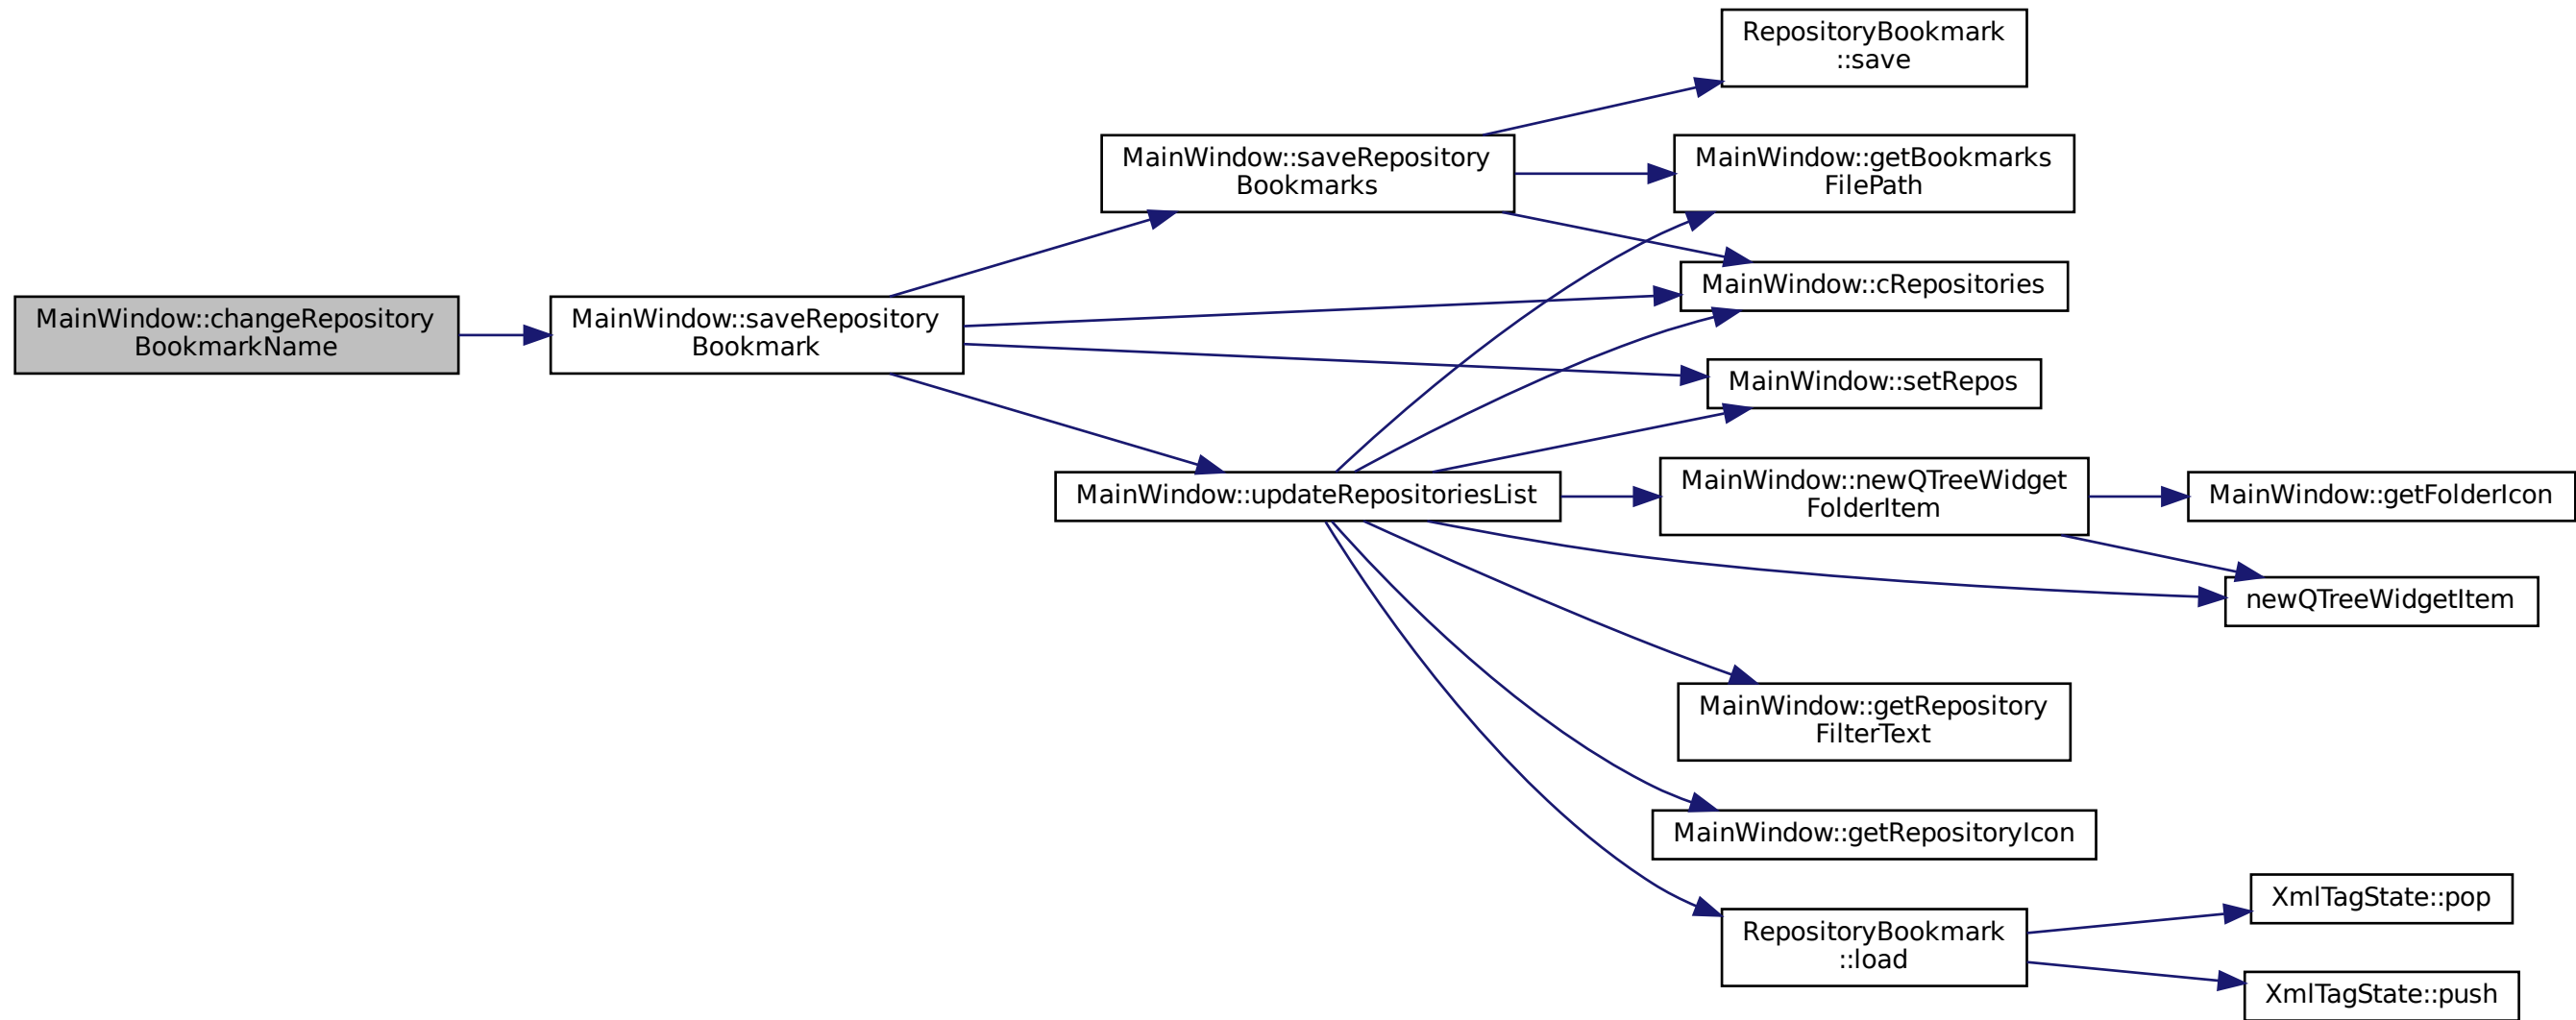 MainWindow::changeRepository
BookmarkName
MainWindow::saveRepository
Bookmark
MainWindow::saveRepository
Bookmarks
RepositoryBookmark
::save
MainWindow::getBookmarks
FilePath
MainWindow::cRepositories
MainWindow::setRepos
MainWindow::updateRepositoriesList
MainWindow::newQTreeWidget
FolderItem
MainWindow::getFolderIcon
newQTreeWidgetItem
MainWindow::getRepository
FilterText
MainWindow::getRepositoryIcon
RepositoryBookmark
::load
XmlTagState::pop
XmlTagState::push